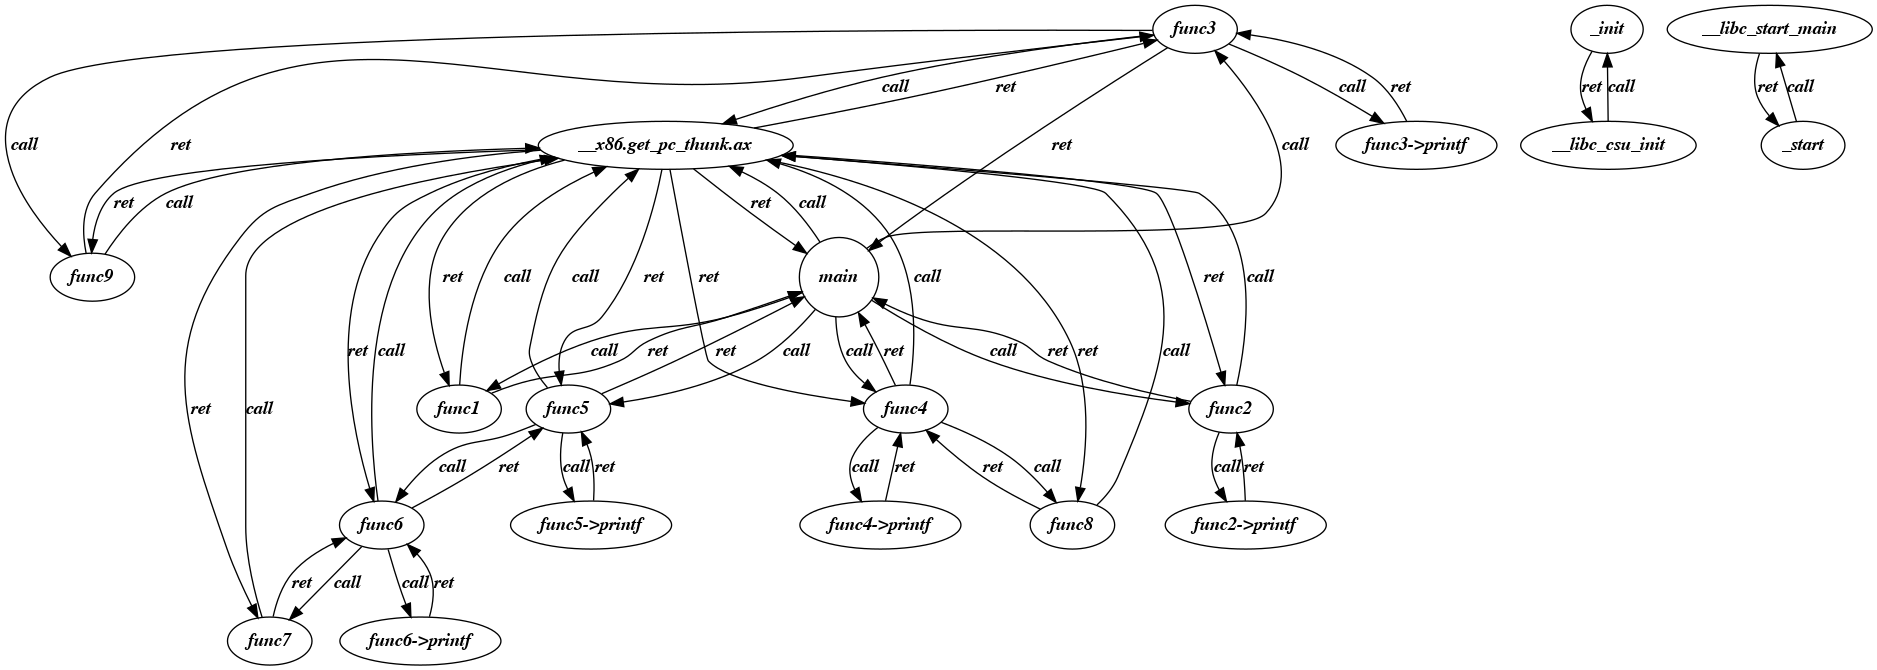 func3
_init
__libc_start_main
call
ret
call
ret
ret
call
ret
call
call
ret
__x86.get_pc_thunk.ax
ret
call
func3->printf
__libc_csu_init
_start
ret
call
ret
call
func9
ret
call
call
ret
ret
call
main
ret
call
ret
call
ret
call
ret
call
ret
call
ret
call
ret
call
ret
call
func1
func5
func4
func2
call
ret
call
ret
call
ret
ret
call
call
ret
func6
func5->printf
func4->printf
func8
func2->printf
ret
call
call
ret
func7
func6->printf